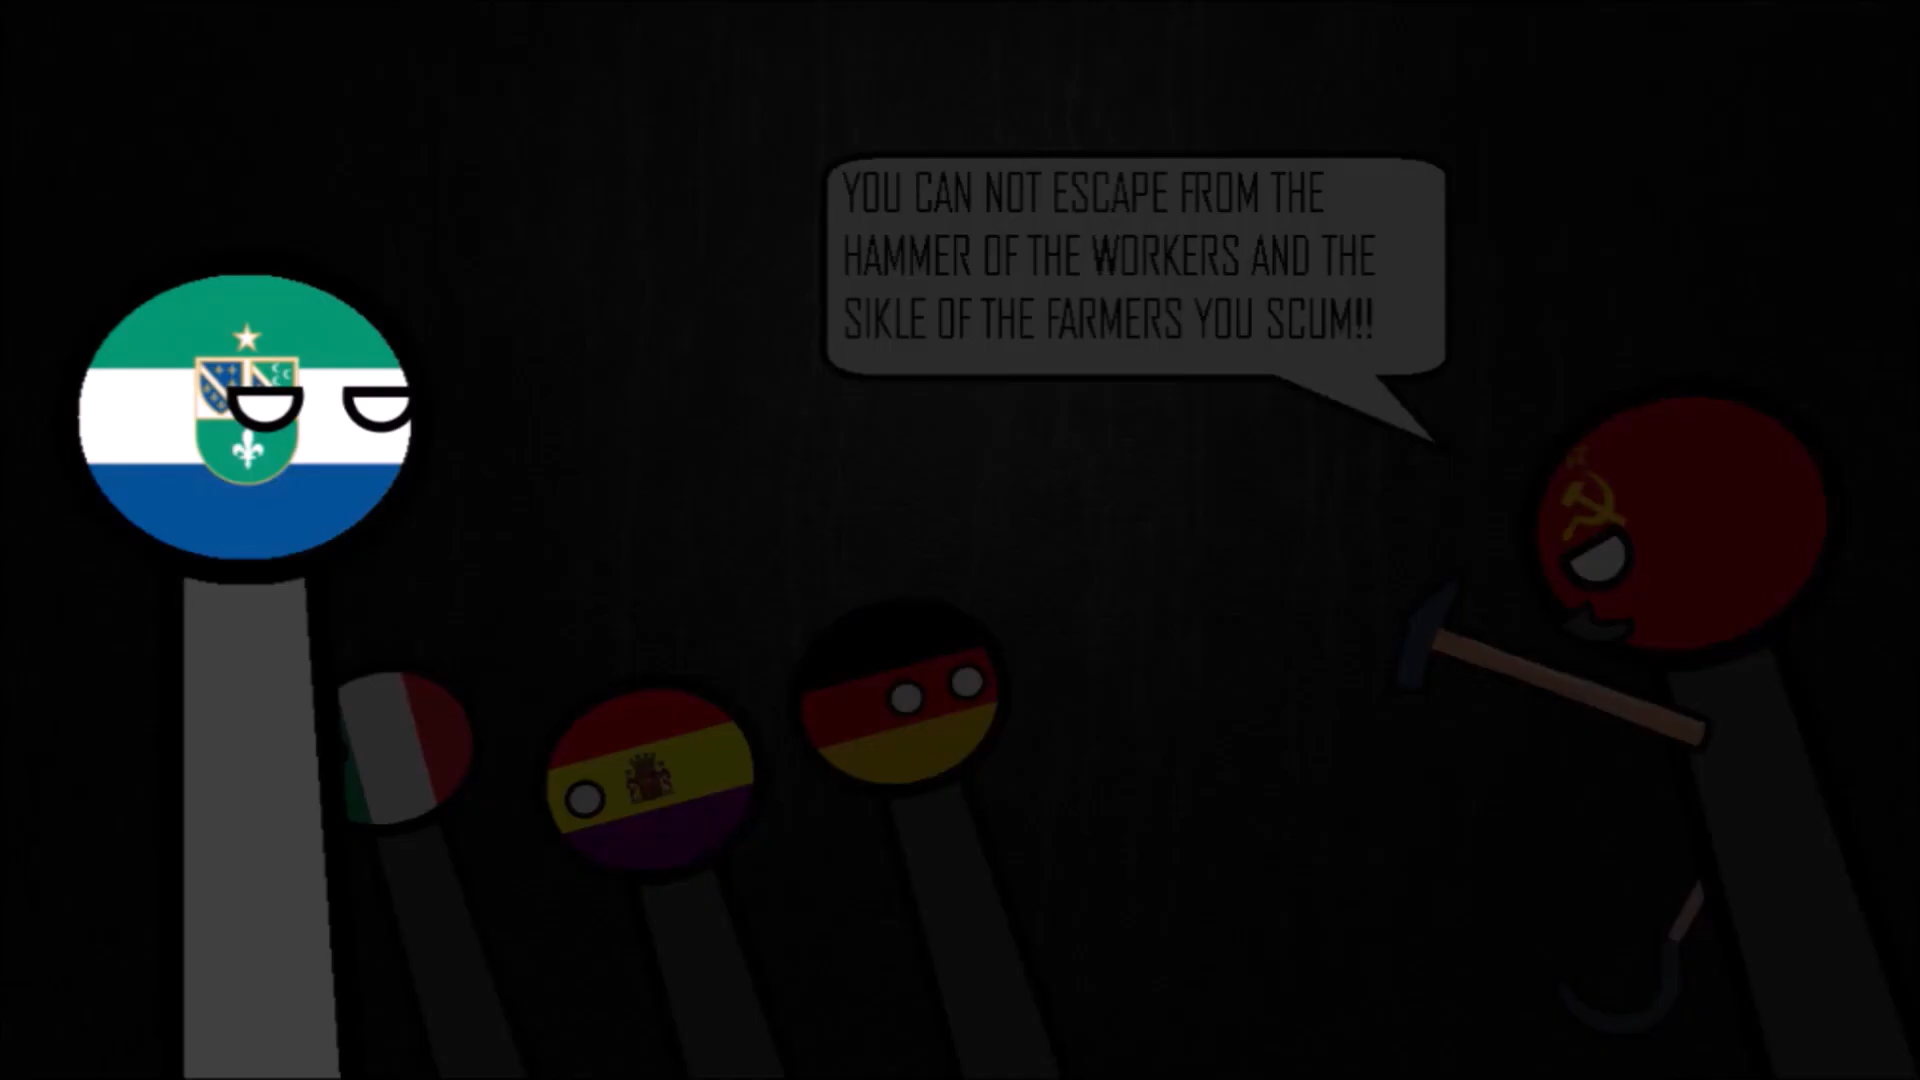 YOU CAN NOT ESCAPE FROM THE
HAMMER OF THE WORKERS AND THE
SIKLE OF THE FARMERS YOU SCUM!!